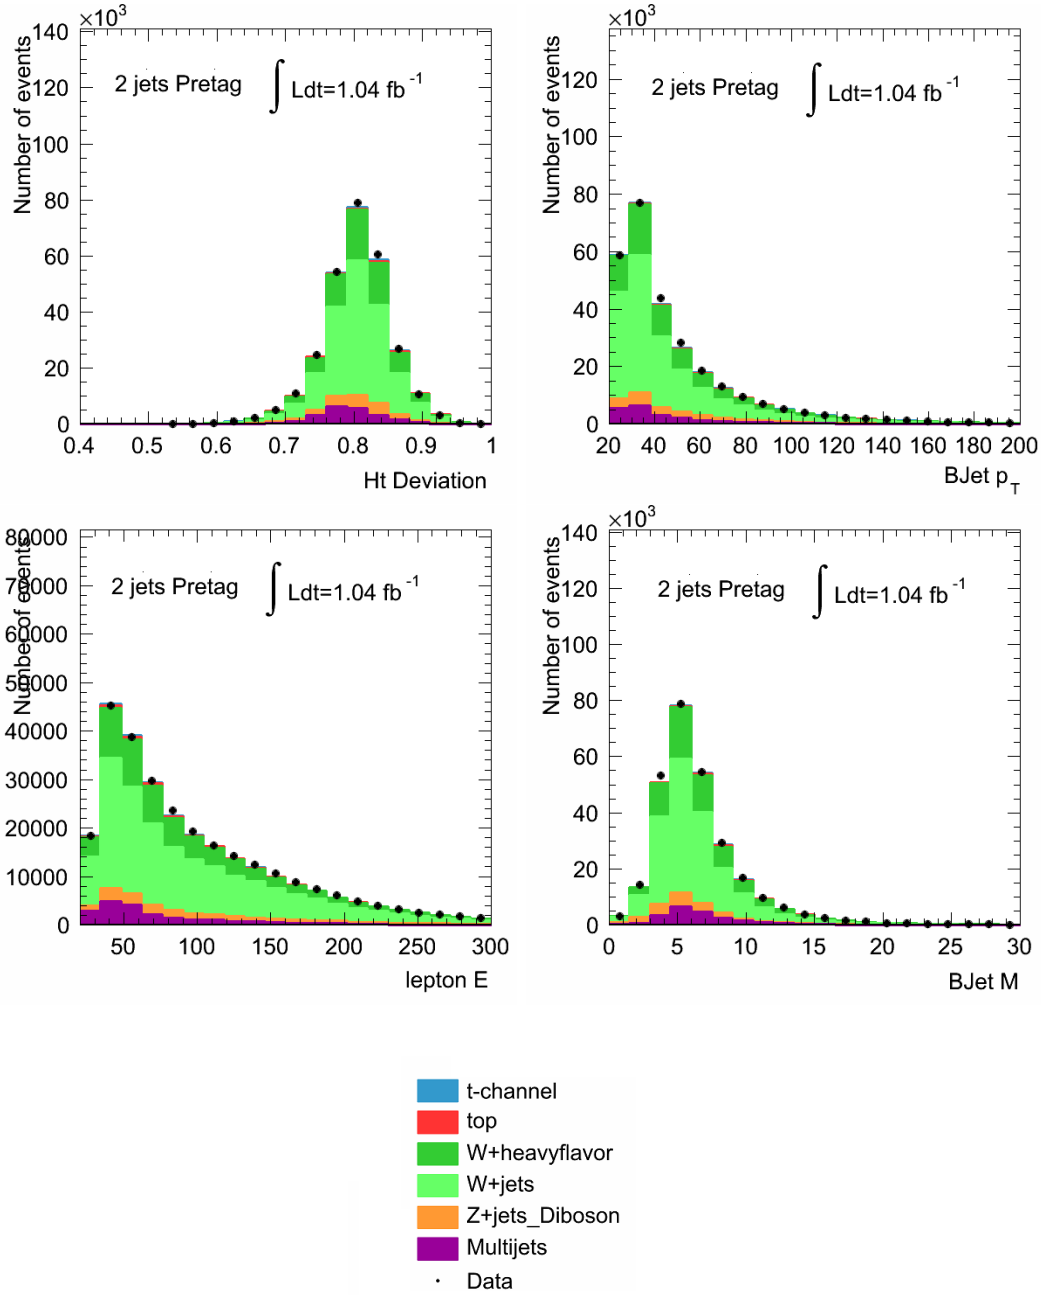 ×10³
Number of events
140
120
100
80
60
40
20
0
2 jets Pretag ∫ Ldt=1.04 fb⁻¹
0.4 0.5 0.6 0.7 0.8 0.9 1
Ht Deviation
×10³
Number of events
120
100
80
60
40
20
0
2 jets Pretag ∫ Ldt=1.04 fb⁻¹
20 40 60 80 100 120 140 160 180 200
BJet p_T
Number of events
80000
70000
60000
50000
40000
30000
20000
10000
0
2 jets Pretag ∫ Ldt=1.04 fb⁻¹
50 100 150 200 250 300
lepton E
×10³
Number of events
140
120
100
80
60
40
20
0
2 jets Pretag ∫ Ldt=1.04 fb⁻¹
0 5 10 15 20 25 30
BJet M
t-channel
top
W+heavyflavor
W+jets
Z+jets_Diboson
Multijets
Data